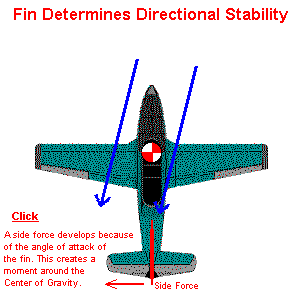 Fin Determines Directional Stability
Click
A side force develops because
of the angle of attack of
the fin. This creates a
moment around the
Center of Gravity.
Side Force